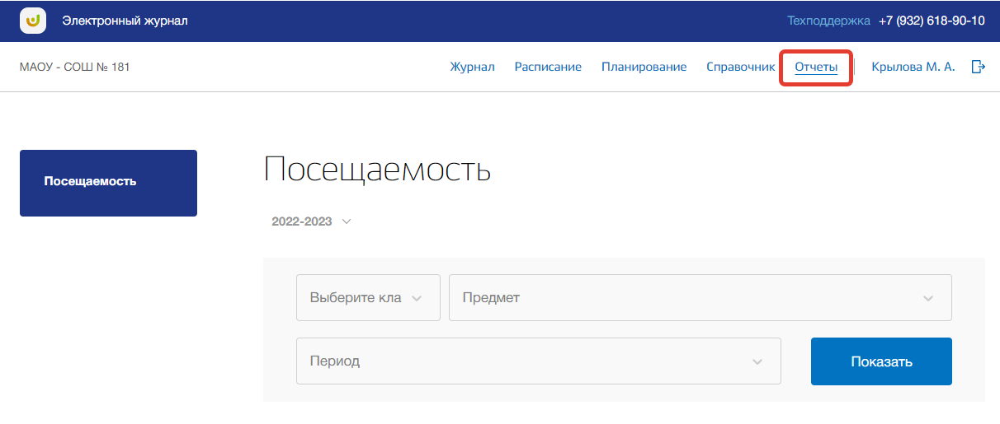 Электронный журнал Техподдержка +7 (932) 618-90-10
МАОУ - СОШ № 181 Журнал Расписание Планирование Справочник Отчеты Крылова М. А.
Посещаемость
Посещаемость
2022-2023
Выберите кла Предмет
Период Показать